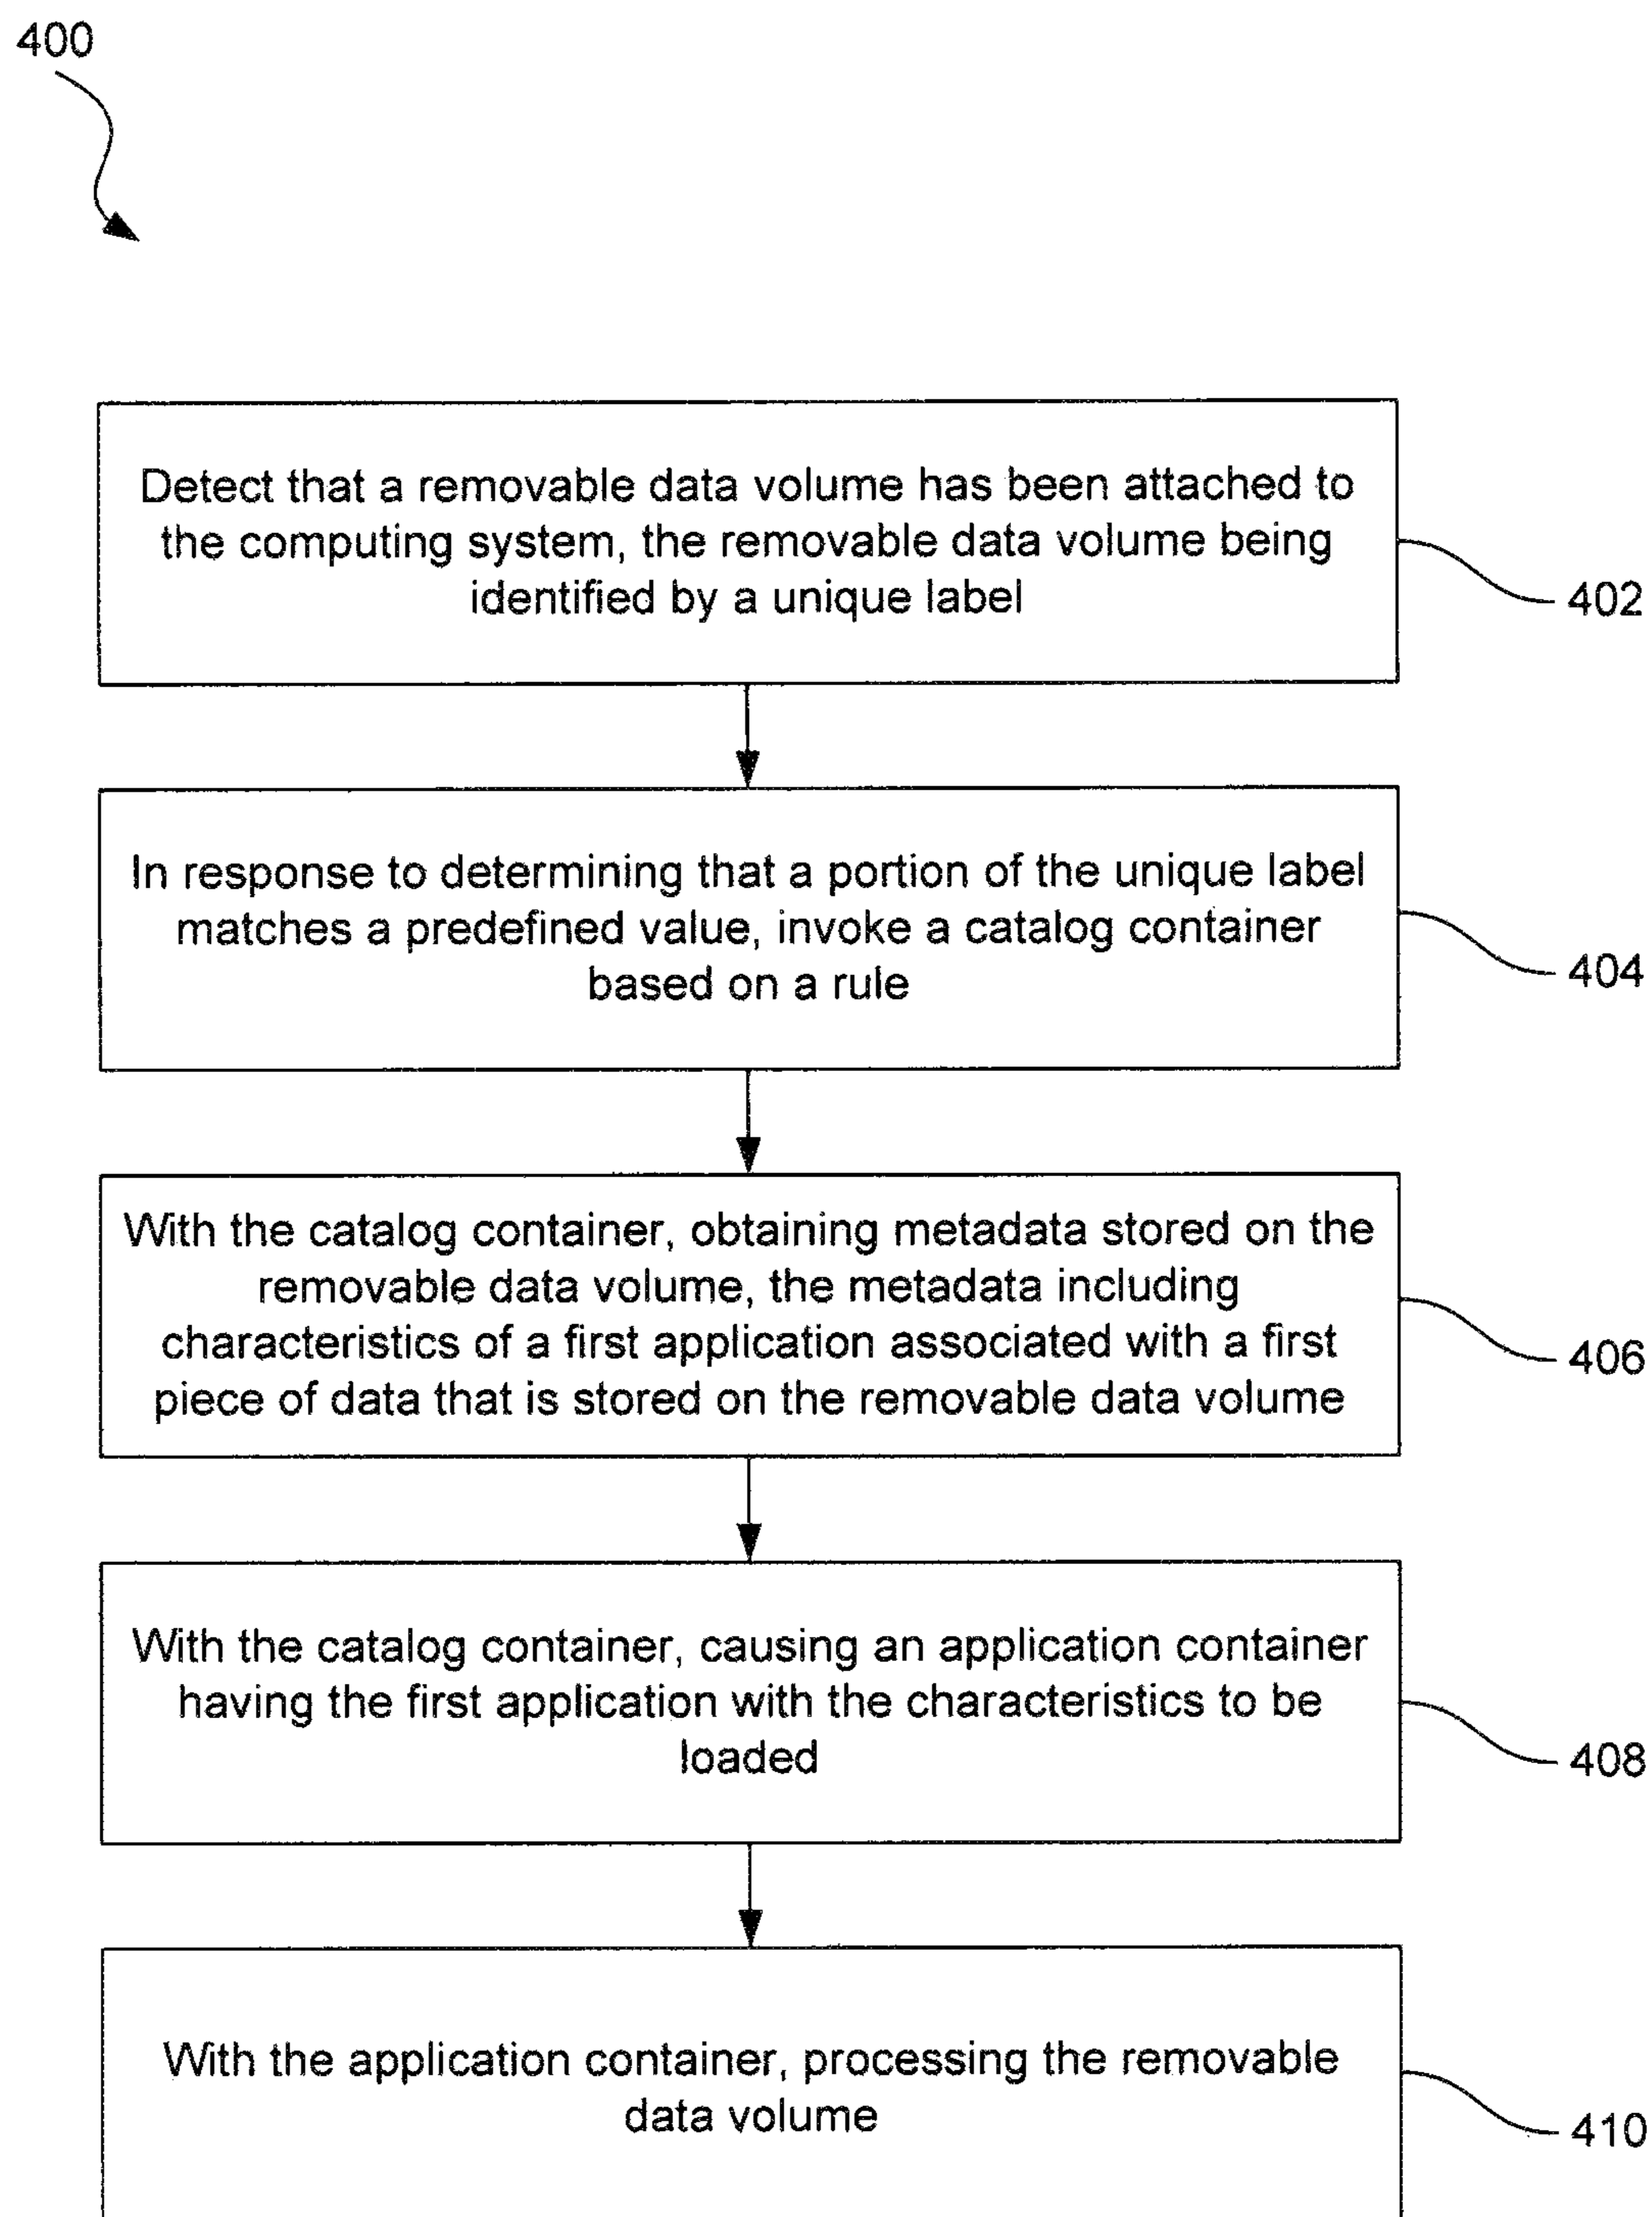 400
Detect that a removable data volume has been attached to
the computing system, the removable data volume being
identified by a unique label
402
In response to determining that a portion of the unique label
matches a predefined value, invoke a catalog container
based on a rule
404
With the catalog container, obtaining metadata stored on the
removable data volume, the metadata including
characteristics of a first application associated with a first
piece of data that is stored on the removable data volume
406
With the catalog container, causing an application container
having the first application with the characteristics to be
loaded
408
With the application container, processing the removable
data volume
410